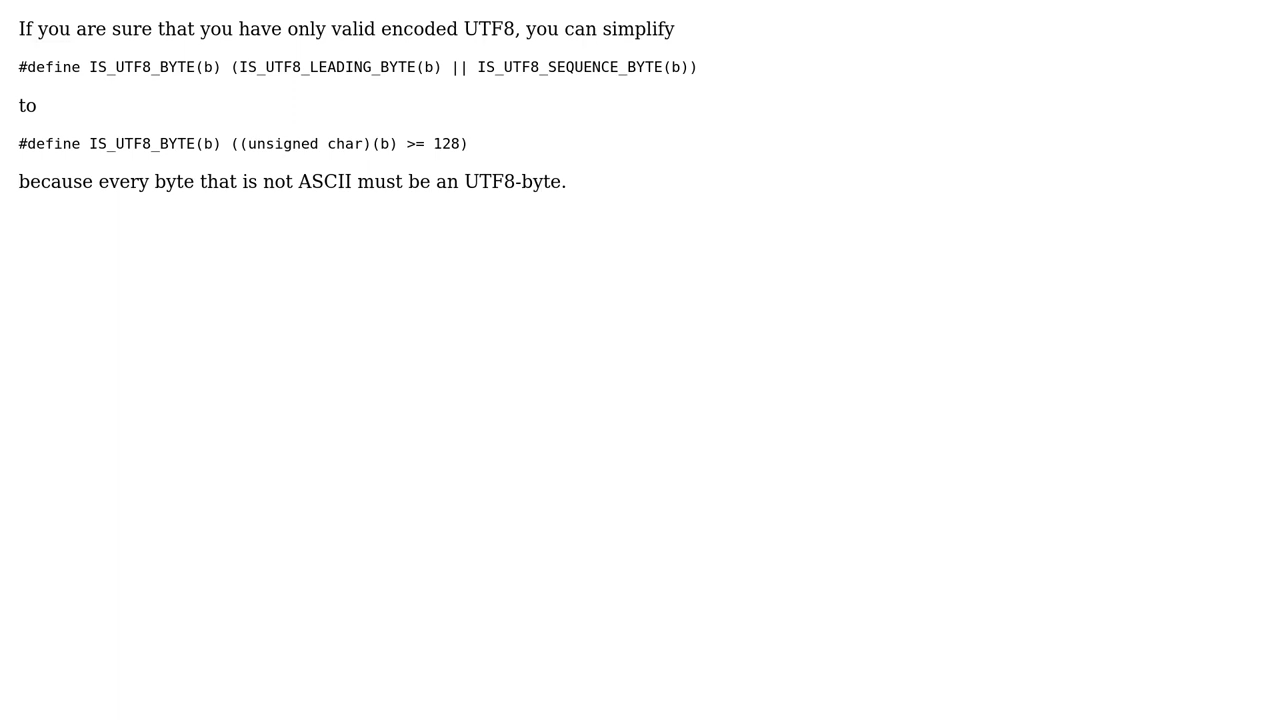 If you are sure that you have only valid encoded UTF8, you can simplify
#define IS_UTF8_BYTE(b) (IS_UTF8_LEADING_BYTE(b) || IS_UTF8_SEQUENCE_BYTE(b))
to
#define IS_UTF8_BYTE(b) ((unsigned char)(b) >= 128)
because every byte that is not ASCII must be an UTF8-byte.